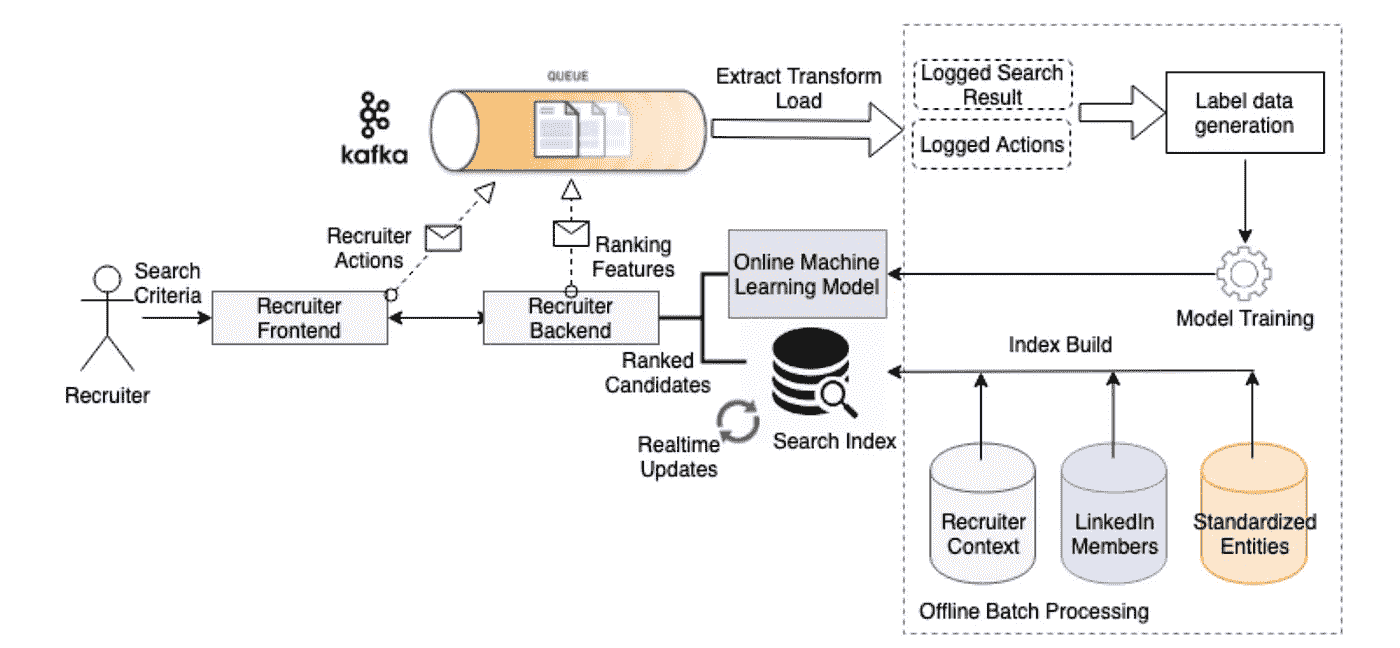 QUEUE
kafka
Extract Transform
Load
Logged Search
Result
Logged Actions
Label data
generation
Recruiter
Actions
Ranking
Features
Search
Criteria
Recruiter
Frontend
Recruiter
Backend
Online Machine
Learning Model
Model Training
Recruiter
Ranked
Candidates
Index Build
Realtime
Updates
Search Index
Recruiter
Context
LinkedIn
Members
Standardized
Entities
Offline Batch Processing